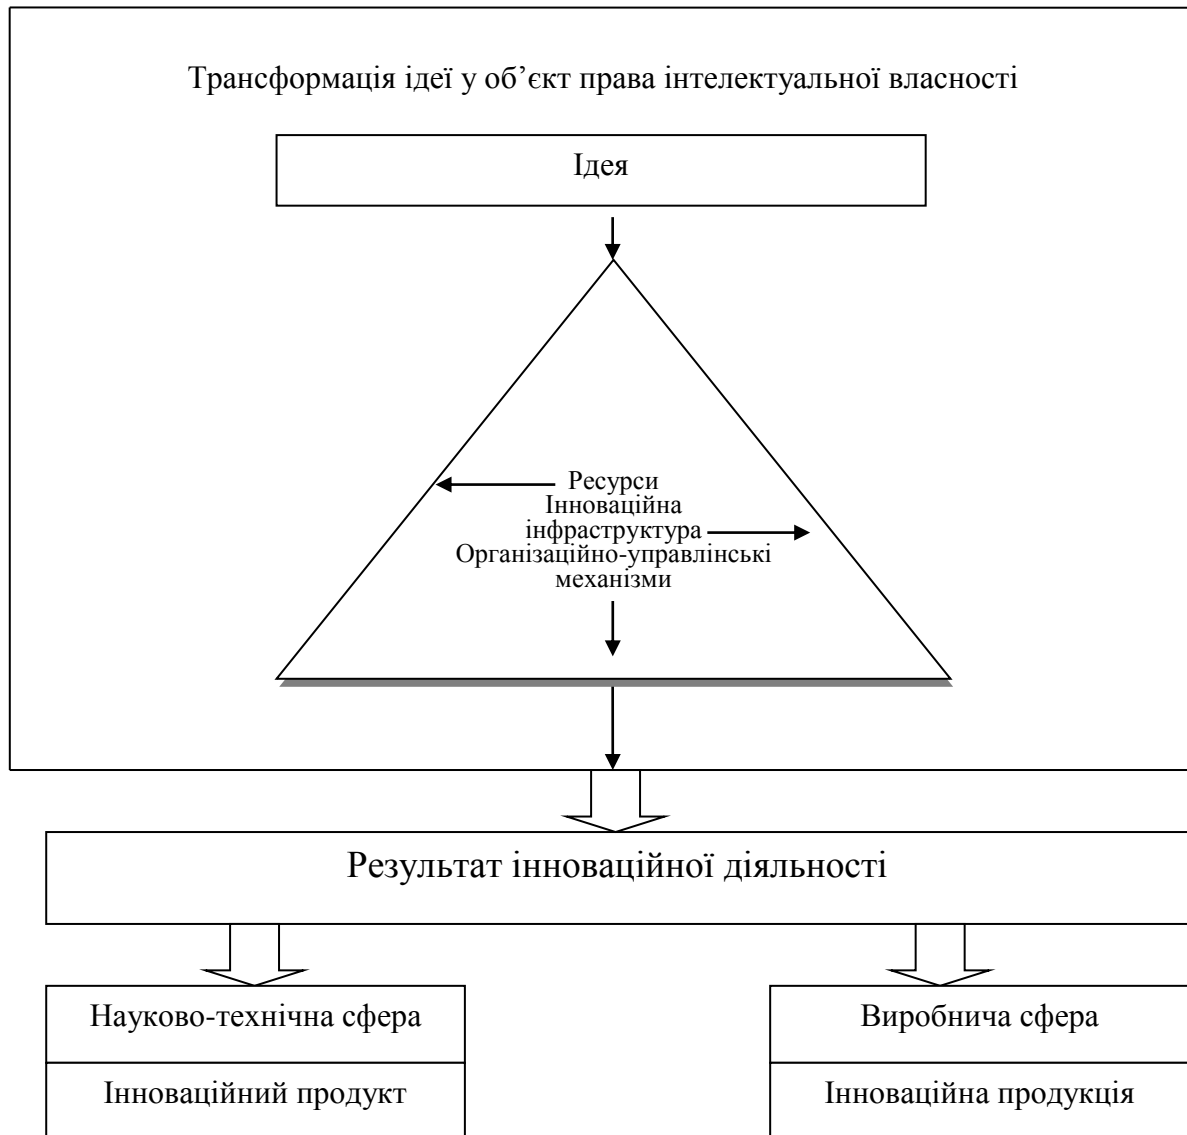 Трансформація ідеї у об’єкт права інтелектуальної власності
Ідея
Ресурси
Інноваційна
інфраструктура
Організаційно-управлінські
механізми
Результат інноваційної діяльності
Науково-технічна сфера
Виробнича сфера
Інноваційний продукт
Інноваційна продукція